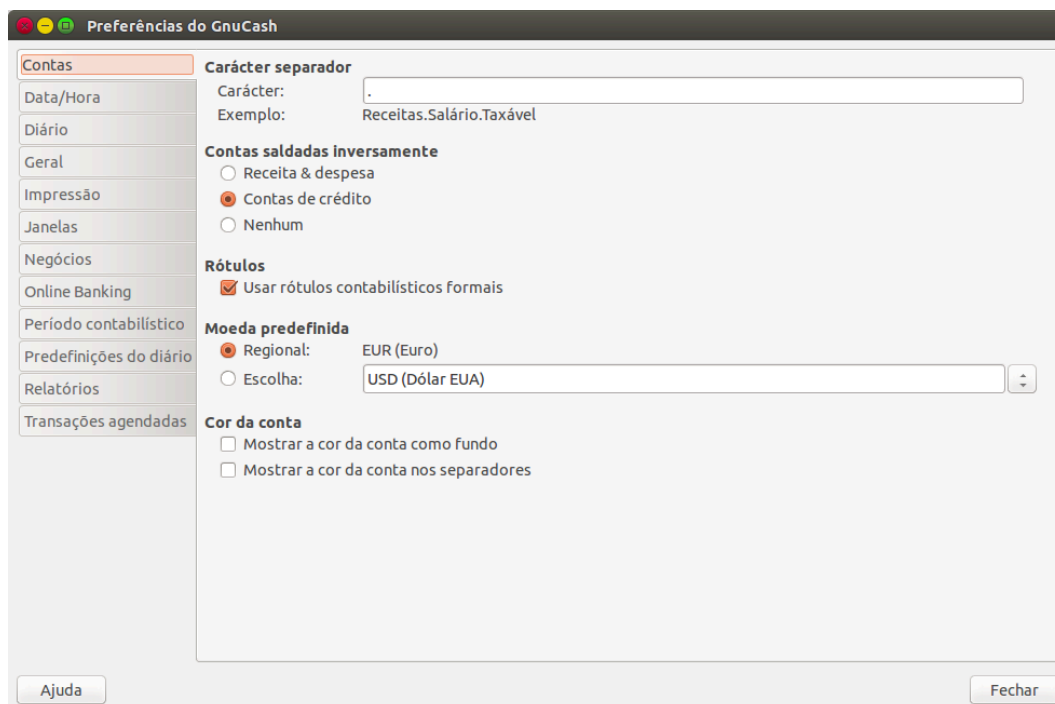 Preferências do GnuCash
Contas
Data/Hora
Diário
Geral
Impressão
Janelas
Negócios
Online Banking
Período contabilístico
Predefinições do diário
Relatórios
Transações agendadas
Carácter separador
Carácter: .
Exemplo: Receitas.Salário.Taxável
Contas saldadas inversamente
Receita & despesa
Contas de crédito
Nenhum
Rótulos
Usar rótulos contabilísticos formais
Moeda predefinida
Regional: EUR (Euro)
Escolha: USD (Dólar EUA)
Cor da conta
Mostrar a cor da conta como fundo
Mostrar a cor da conta nos separadores
Ajuda
Fechar